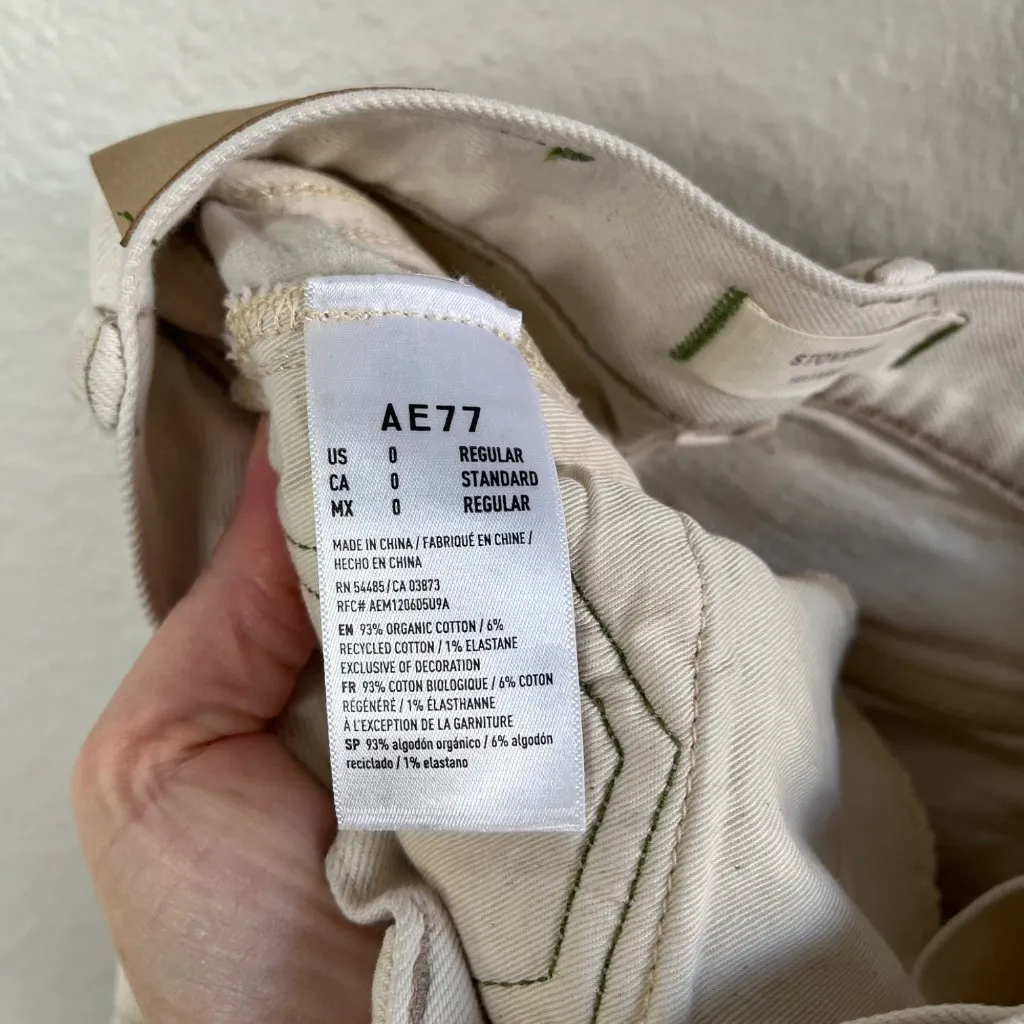 AE77
US 0 REGULAR
CA 0 STANDARD
MX 0 REGULAR
MADE IN CHINA / FABRIQUÉ EN CHINE /
HECHO EN CHINA
RN 54485/CA 03873
RFC# AEM120605U9A
EN 93% ORGANIC COTTON / 6%
RECYCLED COTTON / 1% ELASTANE
EXCLUSIVE OF DECORATION
FR 93% COTON BIOLOGIQUE / 6% COTON
RÉGÉNÉRÉ / 1% ÉLASTHANNE
À L'EXCEPTION DE LA GARNITURE
SP 93% algodón orgánico / 6% algodón
reciclado / 1% elastano